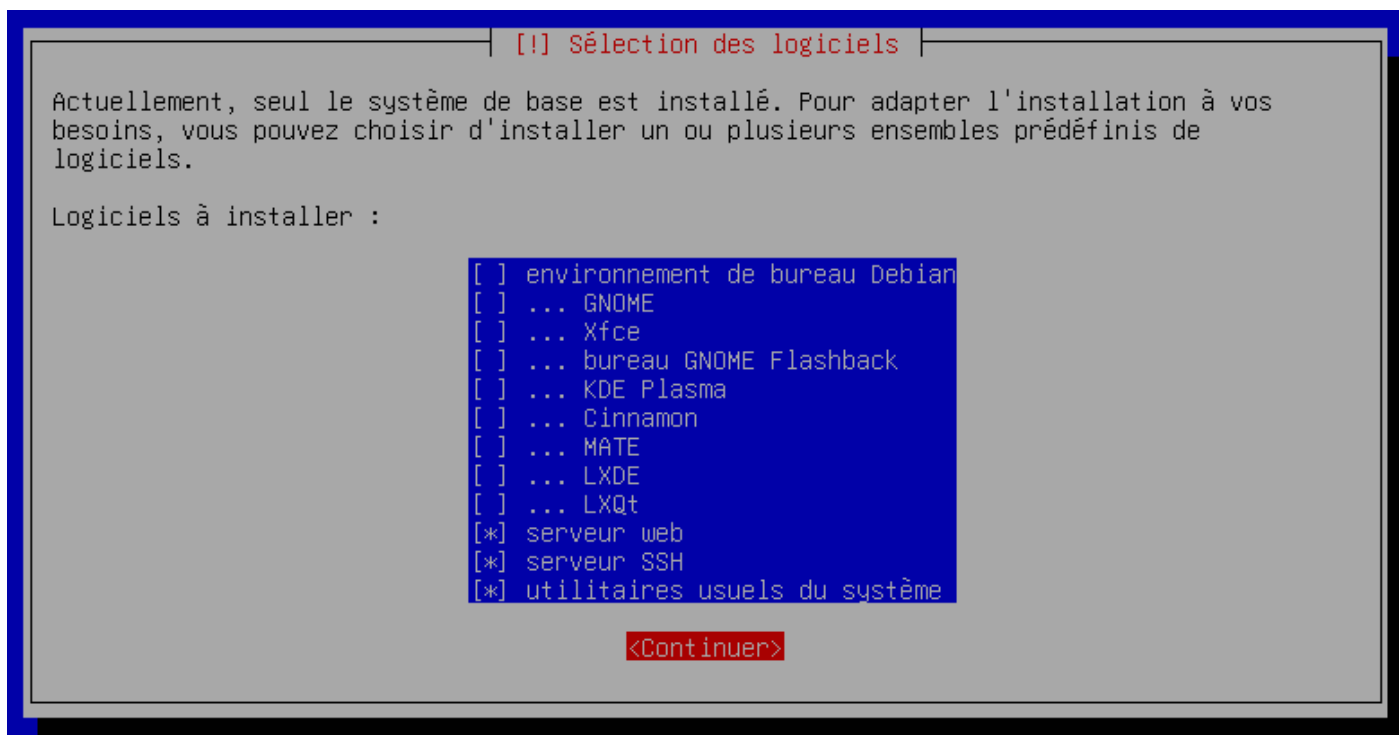 [!] Sélection des logiciels
Actuellement, seul le système de base est installé. Pour adapter l'installation à vos
besoins, vous pouvez choisir d'installer un ou plusieurs ensembles prédéfinis de
logiciels.
Logiciels à installer :
[ ] environnement de bureau Debian
[ ] ... GNOME
[ ] ... Xfce
[ ] ... bureau GNOME Flashback
[ ] ... KDE Plasma
[ ] ... Cinnamon
[ ] ... MATE
[ ] ... LXDE
[ ] ... LXQt
[*] serveur web
[*] serveur SSH
[*] utilitaires usuels du système
<Continuer>